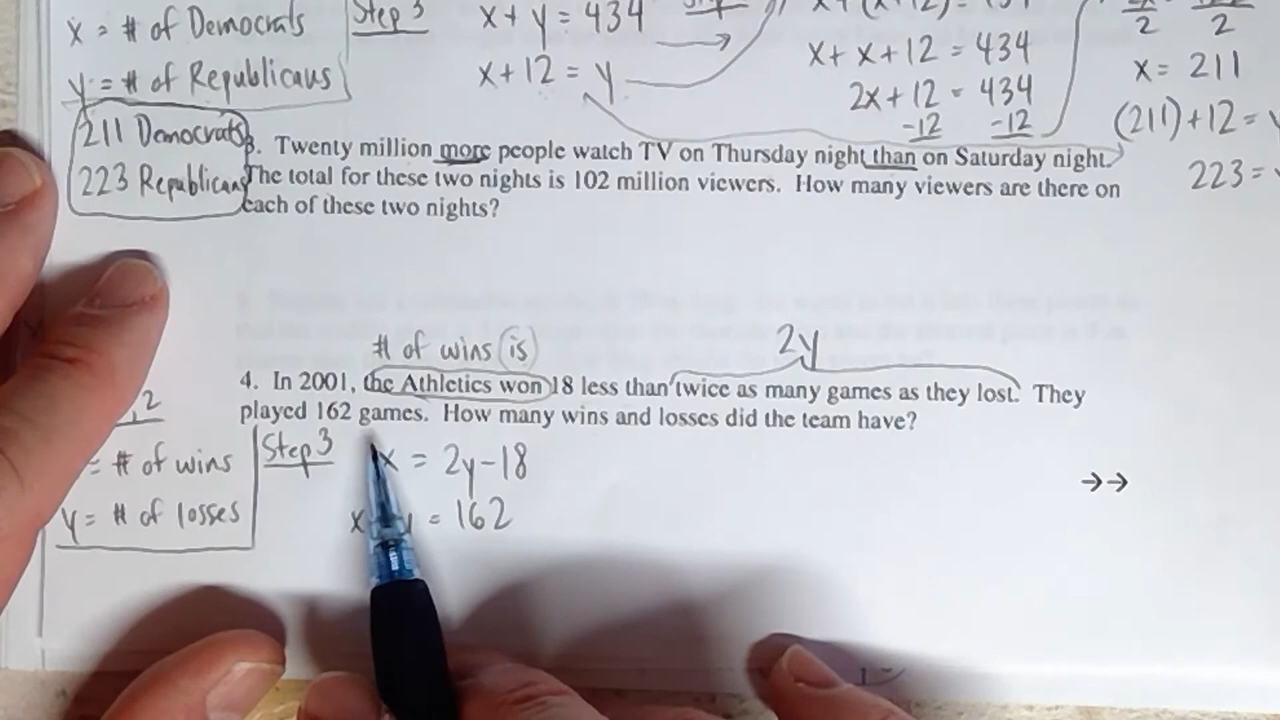 x = # of Democrats
y = # of Republicans
Step 3
x + y = 434
x + 12 = y
x + x + 12 = 434
2x + 12 = 434
-12 -12
2 2
x = 211
(211) + 12 =
223 =
211 Democrats
223 Republicans
3. Twenty million more people watch TV on Thursday night than on Saturday night.
The total for these two nights is 102 million viewers. How many viewers are there on
each of these two nights?
# of wins is
2y
4. In 2001, the Athletics won 18 less than twice as many games as they lost. They
played 162 games. How many wins and losses did the team have?
= # of wins
y = # of losses
Step 3
x = 2y - 18
x + y = 162
→→